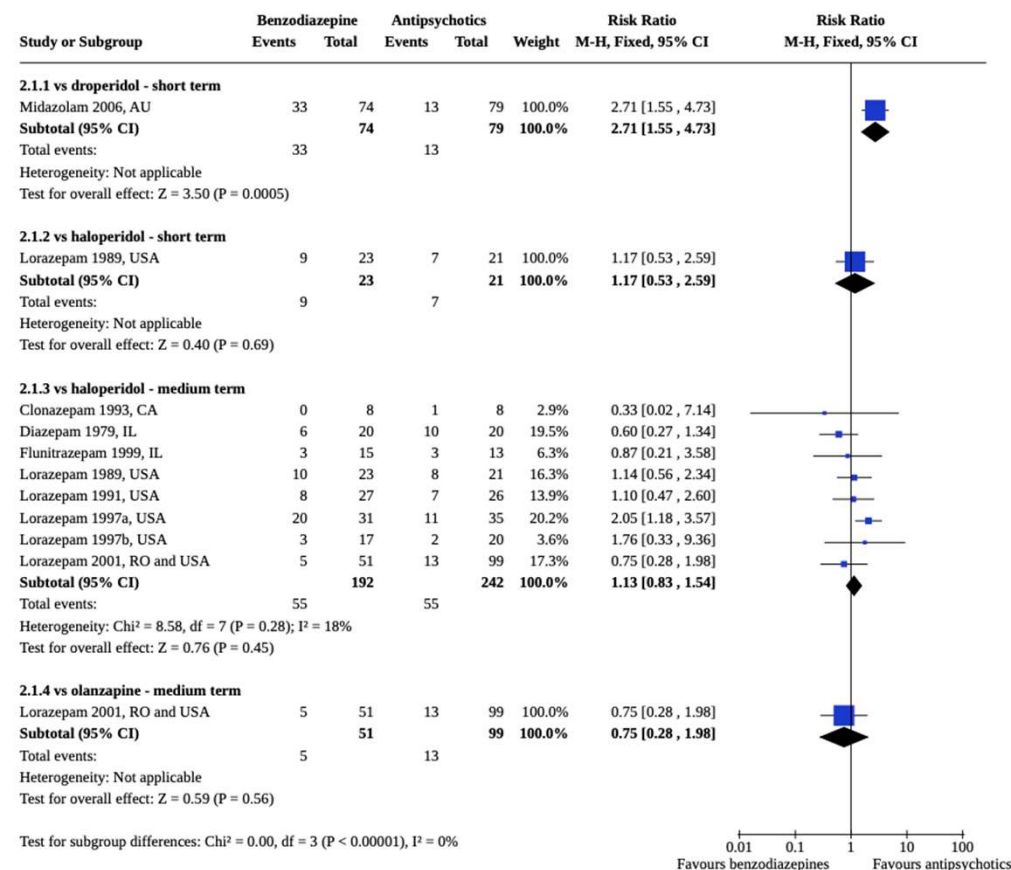 Benzodiazepine Antipsychotics Risk Ratio Risk Ratio
Study or Subgroup Events Total Events Total Weight M-H, Fixed, 95% CI M-H, Fixed, 95% CI
2.1.1 vs droperidol - short term
Midazolam 2006, AU 33 74 13 79 100.0% 2.71 [1.55 , 4.73]
Subtotal (95% CI) 74 79 100.0% 2.71 [1.55 , 4.73]
Total events: 33 13
Heterogeneity: Not applicable
Test for overall effect: Z = 3.50 (P = 0.0005)
2.1.2 vs haloperidol - short term
Lorazepam 1989, USA 9 23 7 21 100.0% 1.17 [0.53 , 2.59]
Subtotal (95% CI) 23 21 100.0% 1.17 [0.53 , 2.59]
Total events: 9 7
Heterogeneity: Not applicable
Test for overall effect: Z = 0.40 (P = 0.69)
2.1.3 vs haloperidol - medium term
Clonazepam 1993, CA 0 8 1 8 2.9% 0.33 [0.02 , 7.14]
Diazepam 1979, IL 6 20 10 20 19.5% 0.60 [0.27 , 1.34]
Flunitrazepam 1999, IL 3 15 3 13 6.3% 0.87 [0.21 , 3.58]
Lorazepam 1989, USA 10 23 8 21 16.3% 1.14 [0.56 , 2.34]
Lorazepam 1991, USA 8 27 7 26 13.9% 1.10 [0.47 , 2.60]
Lorazepam 1997a, USA 20 31 11 35 20.2% 2.05 [1.18 , 3.57]
Lorazepam 1997b, USA 3 17 2 20 3.6% 1.76 [0.33 , 9.36]
Lorazepam 2001, RO and USA 5 51 13 99 17.3% 0.75 [0.28 , 1.98]
Subtotal (95% CI) 192 242 100.0% 1.13 [0.83 , 1.54]
Total events: 55 55
Heterogeneity: Chi² = 8.58, df = 7 (P = 0.28); I² = 18%
Test for overall effect: Z = 0.76 (P = 0.45)
2.1.4 vs olanzapine - medium term
Lorazepam 2001, RO and USA 5 51 13 99 100.0% 0.75 [0.28 , 1.98]
Subtotal (95% CI) 51 99 100.0% 0.75 [0.28 , 1.98]
Total events: 5 13
Heterogeneity: Not applicable
Test for overall effect: Z = 0.59 (P = 0.56)
Test for subgroup differences: Chi² = 0.00, df = 3 (P < 0.00001), I² = 0%
0.01 0.1 1 10 100
Favours benzodiazepines Favours antipsychotics